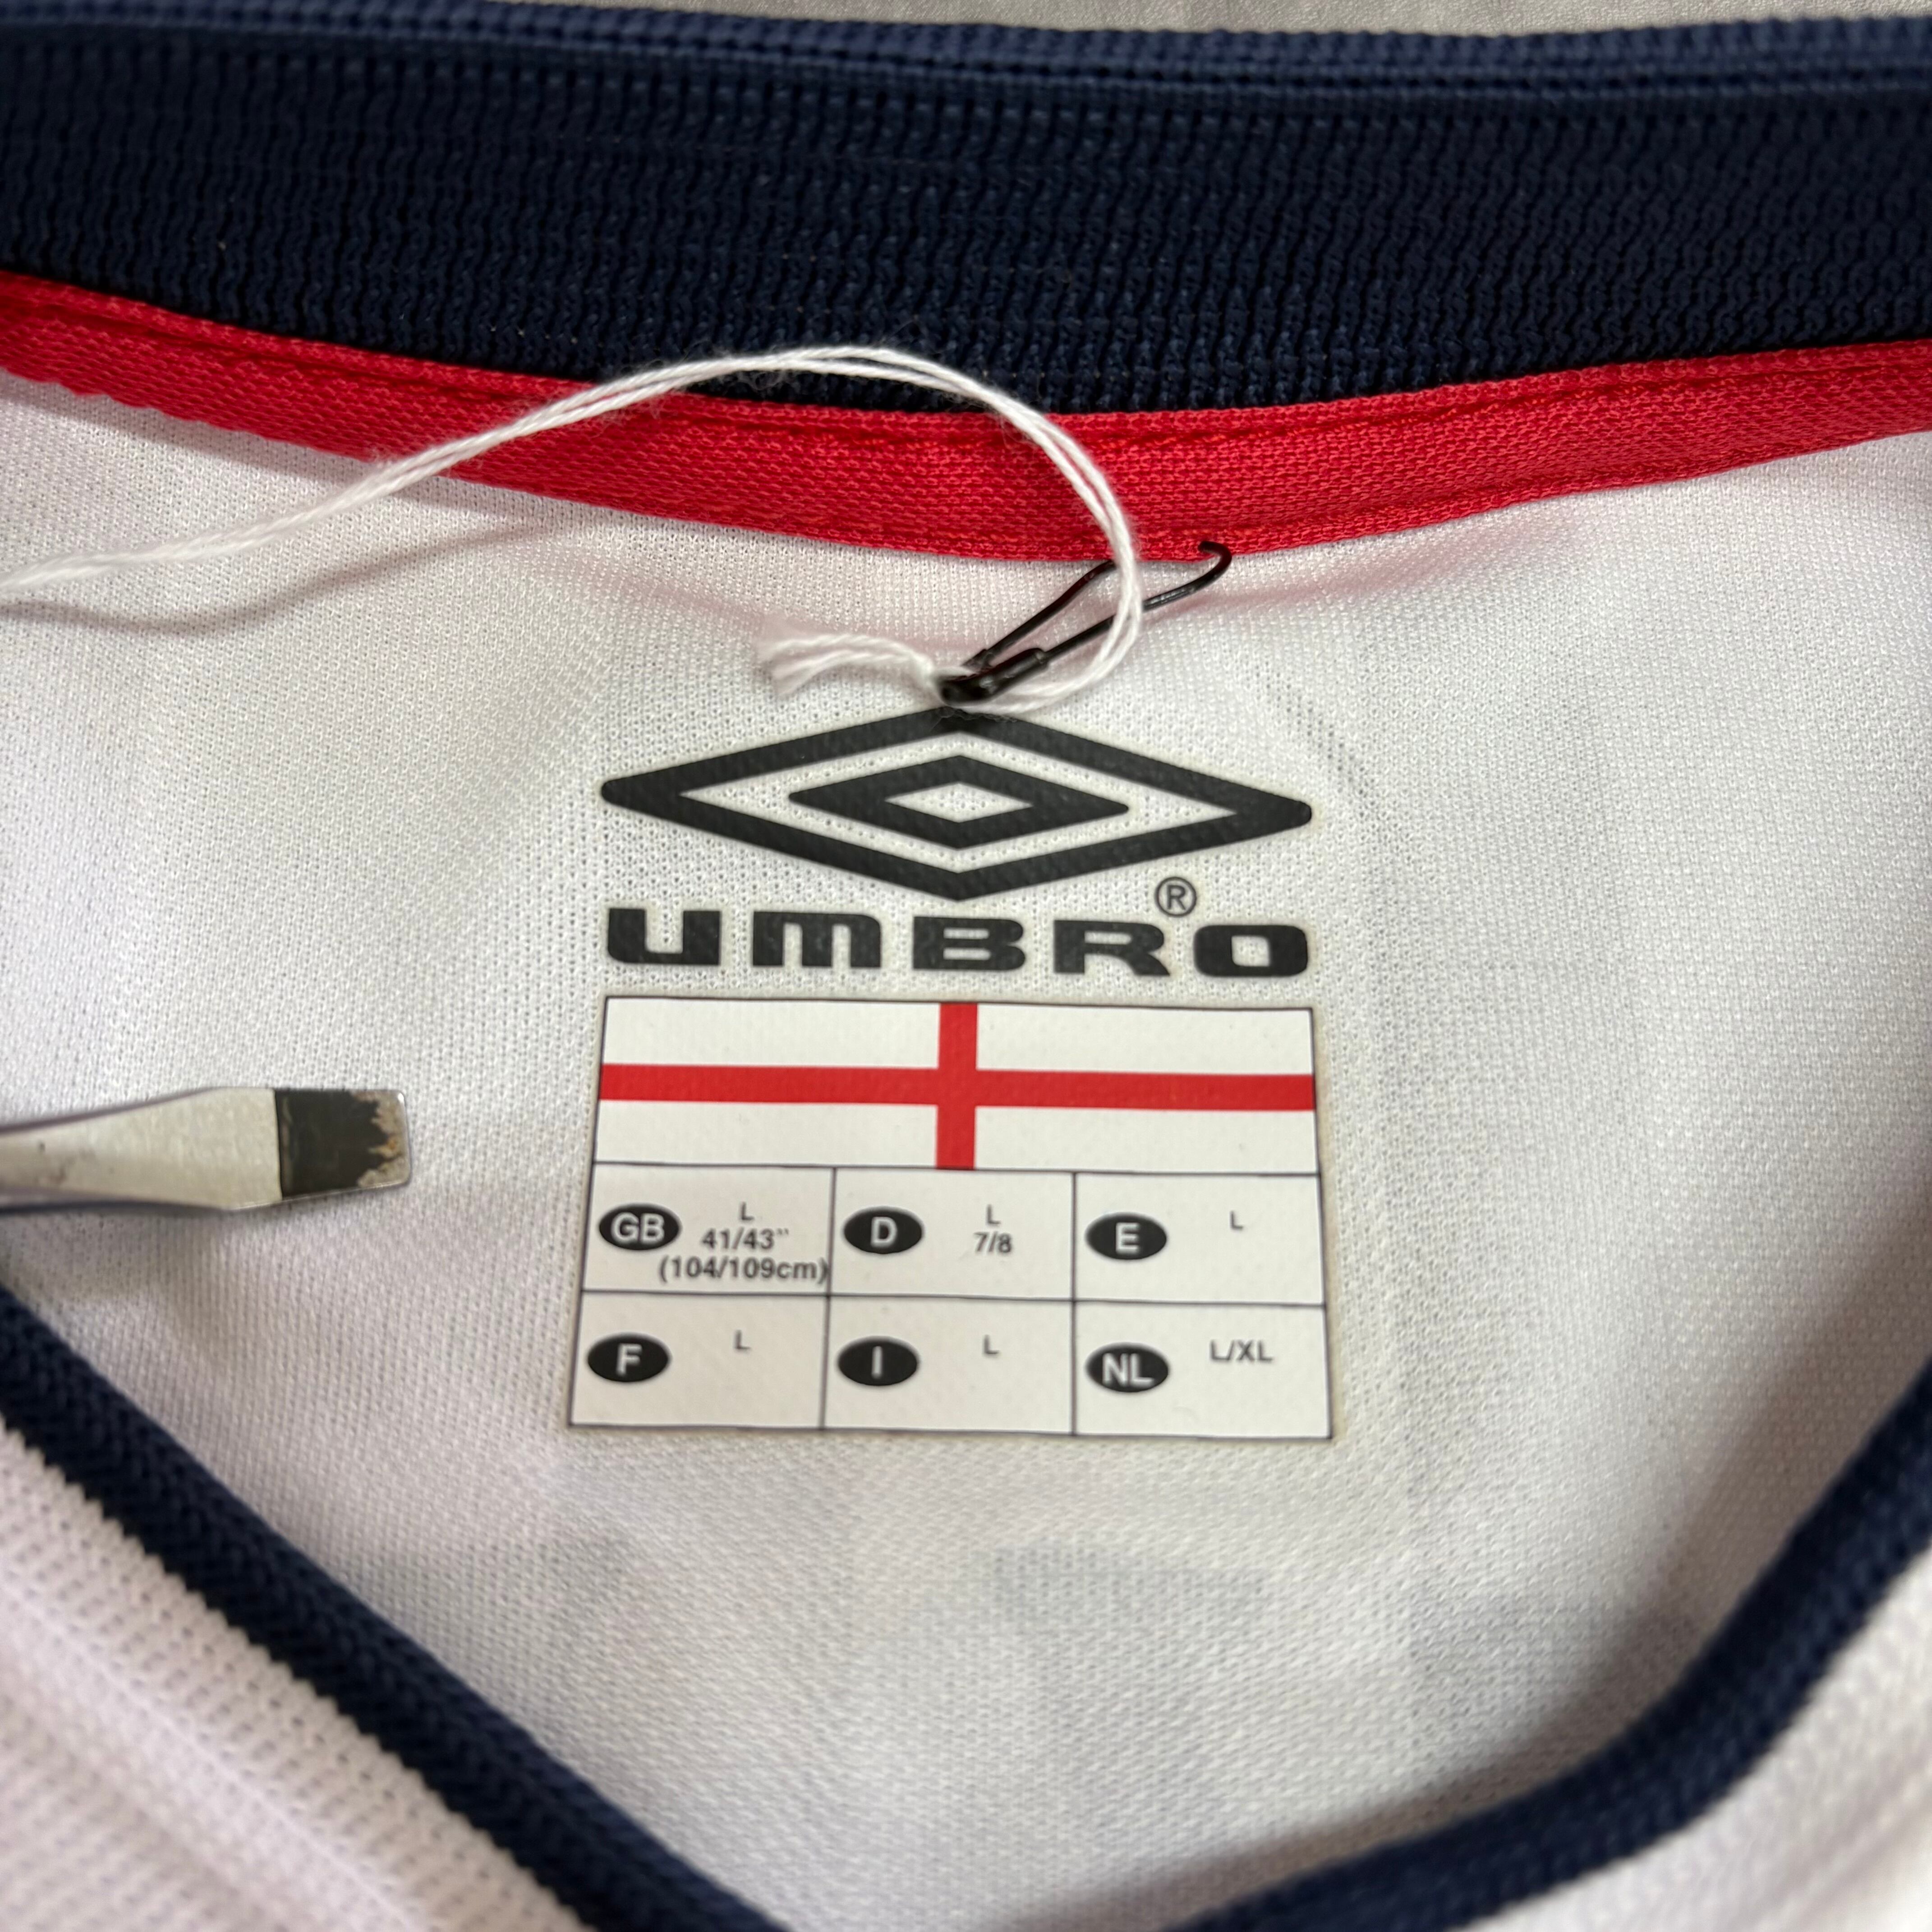 UMBRO®
GB L
41/43"
(104/109cm)
D L
7/8
E L
F L
I L
NL L/XL